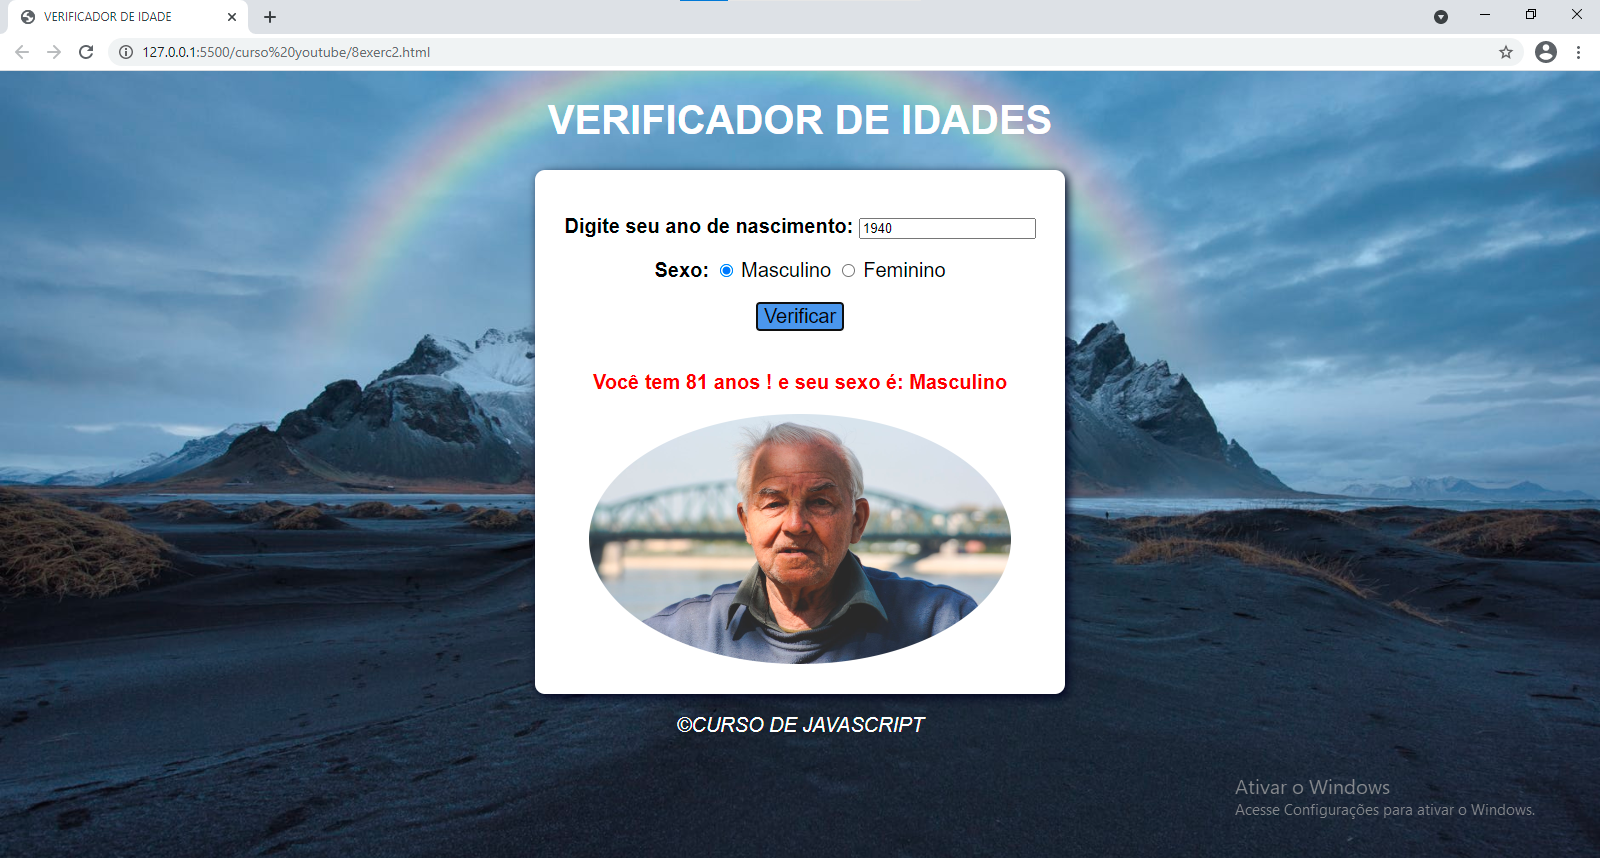 VERIFICADOR DE IDADE
127.0.0.1:5500/curso%20youtube/8exerc2.html
VERIFICADOR DE IDADES
Digite seu ano de nascimento: 1940
Sexo: Masculino Feminino
Verificar
Você tem 81 anos ! e seu sexo é: Masculino
©CURSO DE JAVASCRIPT
Ativar o Windows
Acesse Configurações para ativar o Windows.